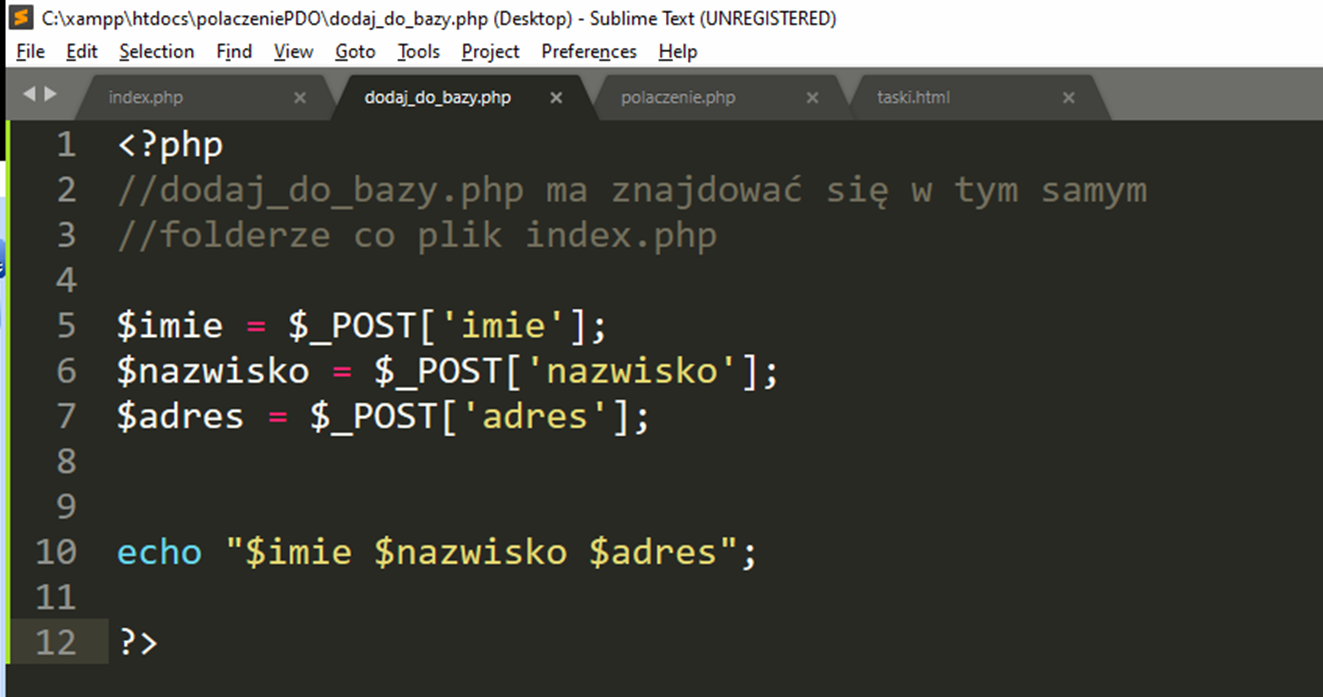 C:\xampp\htdocs\polaczeniePDO\dodaj_do_bazy.php (Desktop) - Sublime Text (UNREGISTERED)
File Edit Selection Find View Goto Tools Project Preferences Help
index.php × dodaj_do_bazy.php × polaczenie.php × taski.html ×
1 <?php
2 //dodaj_do_bazy.php ma znajdować się w tym samym
3 //folderze co plik index.php
4
5 $imie = $_POST['imie'];
6 $nazwisko = $_POST['nazwisko'];
7 $adres = $_POST['adres'];
8
9
10 echo "$imie $nazwisko $adres";
11
12 ?>